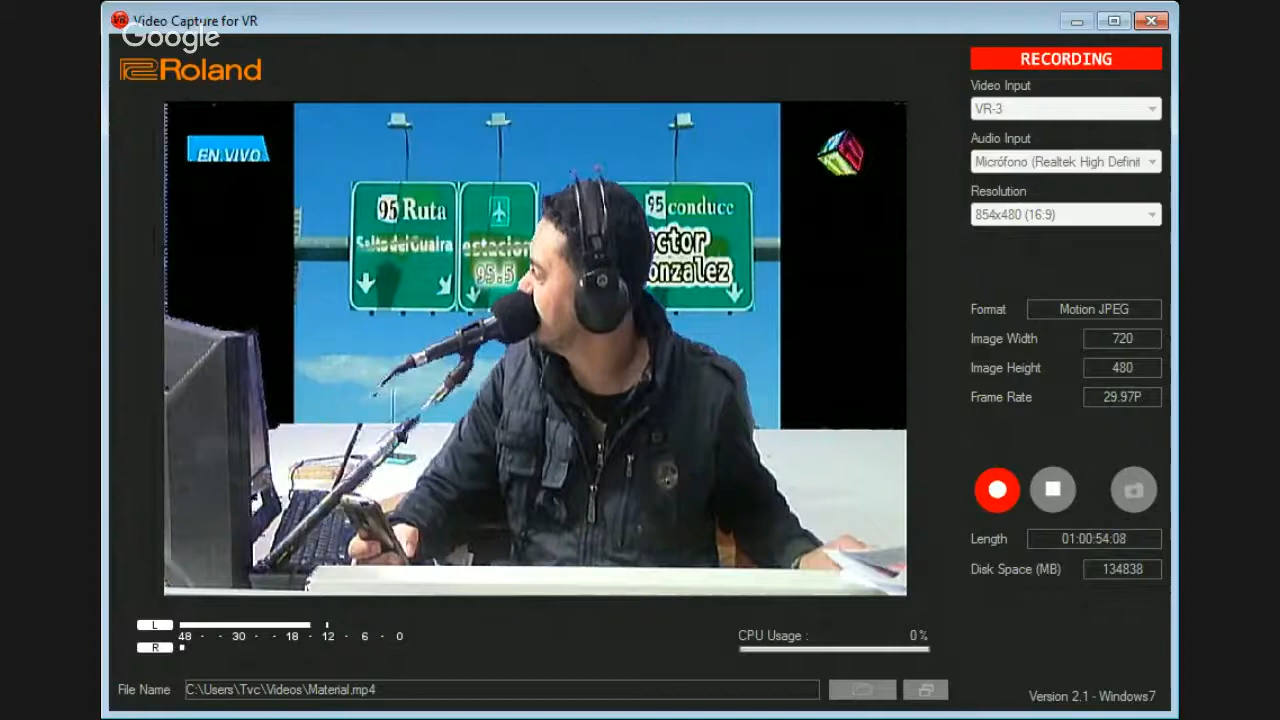 Video Capture for VR
Google
Roland
RECORDING
Video Input
VR-3
Audio Input
Micrófono (Realtek High Definit
Resolution
854x480 (16:9)
EN VIVO
95 Ruta
Salto del Guaira
estacion
95.5
95 conduce
ctor
onzalez
Format Motion JPEG
Image Width 720
Image Height 480
Frame Rate 29.97P
Length 01:00:54:08
Disk Space (MB) 134838
L
48 - - 30 - - 18 - 12 - 6 - 0
R
CPU Usage : 0 %
File Name C:\Users\Tvc\Videos\Material.mp4
Version 2.1 - Windows7